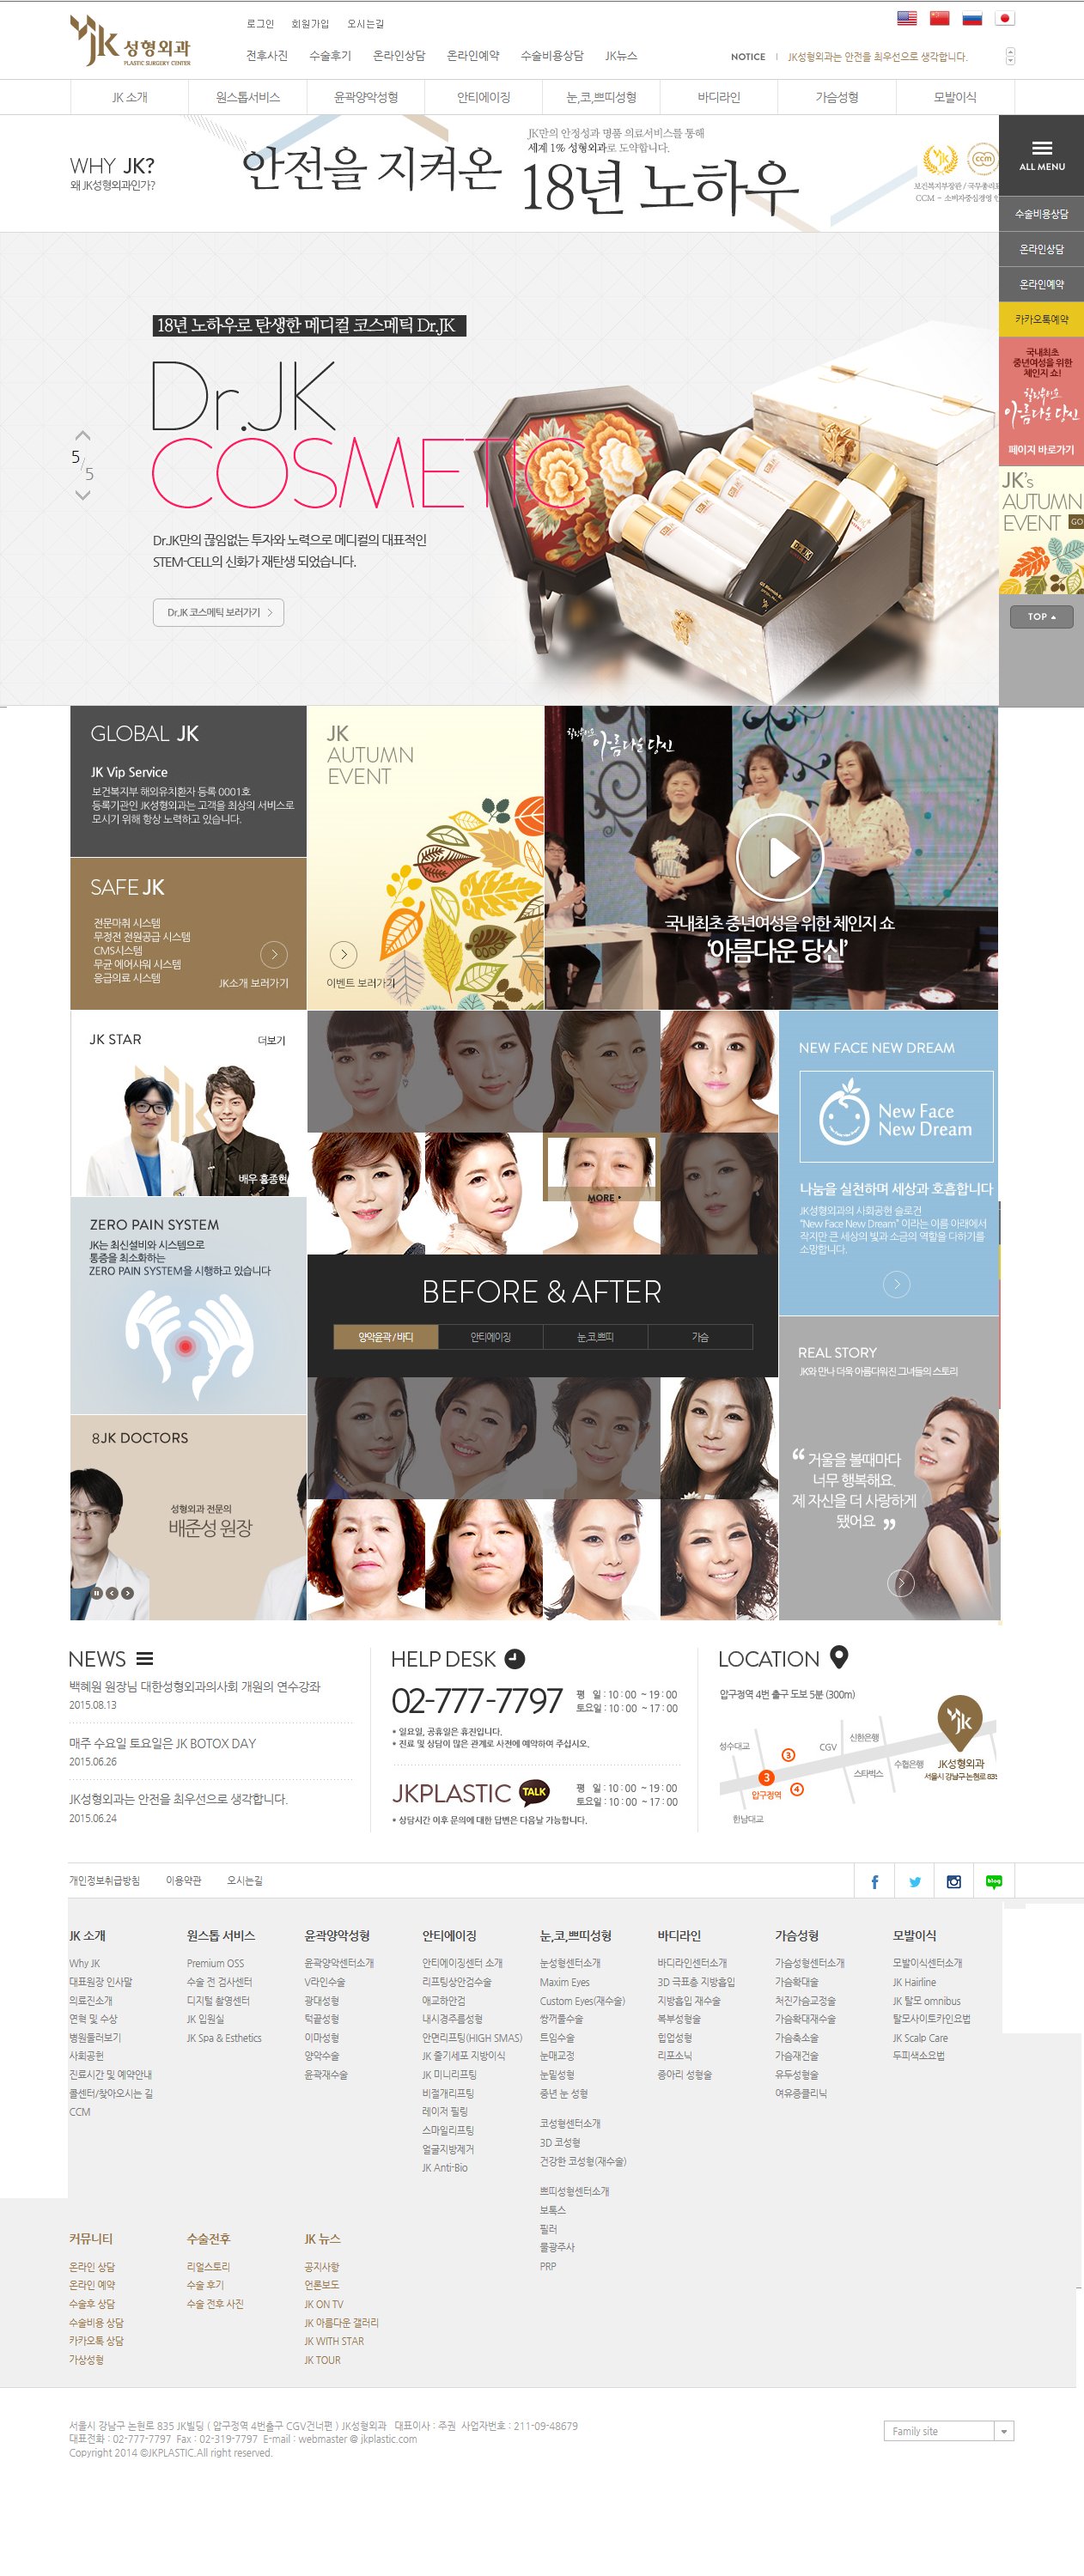 JK 성형외과
PLASTIC SURGERY CENTER
로그인 회원가입 오시는길
전후사진 수술후기 온라인상담 온라인예약 수술비용상담 JK뉴스
NOTICE JK성형외과는 안전을 최우선으로 생각합니다.
JK 소개 원스톱서비스 윤곽양악성형 안티에이징 눈,코,쁘띠성형 바디라인 가슴성형 모발이식
WHY JK?
왜 JK성형외과인가?
안전을 지켜온
JK만의 안정성과 명품 의료서비스를 통해
세계 1% 성형외과로 도약합니다.
18년 노하우
ccm
보건복지부장관 / 국무총리
CCM - 소비자중심경영
ALL MENU
수술비용상담
온라인상담
온라인예약
카카오톡예약
국내최초
중년여성을 위한
체인지 쇼!
아름다운 당신
페이지 바로가기
JK's
AUTUMN
EVENT
GO
TOP
18년 노하우로 탄생한 메디컬 코스메틱 Dr.JK
Dr.JK
COSMETIC
5/5
Dr.JK만의 끊임없는 투자와 노력으로 메디컬의 대표적인
STEM-CELL의 신화가 재탄생 되었습니다.
Dr.JK 코스메틱 보러가기
GLOBAL JK
JK Vip Service
보건복지부 해외유치환자 등록 0001호
등록기관인 JK성형외과는 고객을 최상의 서비스로
모시기 위해 항상 노력하고 있습니다.
SAFE JK
전문마취 시스템
무정전 전원공급 시스템
CMS시스템
무균 에어샤워 시스템
응급의료 시스템
JK소개 보러가기
JK
AUTUMN
EVENT
이벤트 보러가기
아름다운 당신
국내최초 중년여성을 위한 체인지 쇼
'아름다운 당신'
JK STAR 더보기
배우 홍종현
ZERO PAIN SYSTEM
JK는 최신설비와 시스템으로
통증을 최소화하는
ZERO PAIN SYSTEM을 시행하고 있습니다
8JK DOCTORS
성형외과 전문의
배준성 원장
MORE
BEFORE & AFTER
양악윤곽/바디 안티에이징 눈,코,쁘띠 가슴
NEW FACE NEW DREAM
New Face
New Dream
나눔을 실천하며 세상과 호흡합니다
JK성형외과의 사회공헌 슬로건
"New Face New Dream" 이라는 이름 아래에서
작지만 큰 세상의 빛과 소금의 역할을 다하기를
소망합니다.
REAL STORY
JK와 만나 더욱 아름다워진 그녀들의 스토리
“ 거울을 볼때마다
너무 행복해요.
제 자신을 더 사랑하게
됐어요 ”
NEWS
백혜원 원장님 대한성형외과의사회 개원의 연수강좌
2015.08.13
매주 수요일 토요일은 JK BOTOX DAY
2015.06.26
JK성형외과는 안전을 최우선으로 생각합니다.
2015.06.24
HELP DESK
02-777-7797
평 일 : 10 : 00 ~ 19 : 00
토요일 : 10 : 00 ~ 17 : 00
• 일요일, 공휴일은 휴진입니다.
• 진료 및 상담이 많은 관계로 사전에 예약하여 주십시오.
JKPLASTIC TALK
평 일 : 10 : 00 ~ 19 : 00
토요일 : 10 : 00 ~ 17 : 00
• 상담시간 이후 문의에 대한 답변은 다음날 가능합니다.
LOCATION
압구정역 4번 출구 도보 5분 (300m)
성수대교
CGV
신한은행
스타벅스
수협은행
3
3
4
압구정역
한남대교
JK
JK성형외과
서울시 강남구 논현로 835
개인정보취급방침 이용약관 오시는길
blog
JK 소개
Why JK
대표원장 인사말
의료진소개
연혁 및 수상
병원둘러보기
사회공헌
진료시간 및 예약안내
콜센터/찾아오시는 길
CCM
원스톱 서비스
Premium OSS
수술 전 검사센터
디지털 촬영센터
JK 입원실
JK Spa & Esthetics
윤곽양악성형
윤곽양악센터소개
V라인수술
광대성형
턱끝성형
이마성형
양악수술
윤곽재수술
안티에이징
안티에이징센터 소개
리프팅상안검수술
애교하안검
내시경주름성형
안면리프팅(HIGH SMAS)
JK 줄기세포 지방이식
JK 미니리프팅
비절개리프팅
레이저 필링
스마일리프팅
얼굴지방제거
JK Anti-Bio
눈,코,쁘띠성형
눈성형센터소개
Maxim Eyes
Custom Eyes(재수술)
쌍꺼풀수술
트임수술
눈매교정
눈밑성형
중년 눈 성형
코성형센터소개
3D 코성형
건강한 코성형(재수술)
쁘띠성형센터소개
보톡스
필러
물광주사
PRP
바디라인
바디라인센터소개
3D 극표층 지방흡입
지방흡입 재수술
복부성형술
힙업성형
리포소닉
종아리 성형술
가슴성형
가슴성형센터소개
가슴확대술
처진가슴교정술
가슴확대재수술
가슴축소술
가슴재건술
유두성형술
여유증클리닉
모발이식
모발이식센터소개
JK Hairline
JK 탈모 omnibus
탈모사이토카인요법
JK Scalp Care
두피색소요법
커뮤니티
온라인 상담
온라인 예약
수술후 상담
수술비용 상담
카카오톡 상담
가상성형
수술전후
리얼스토리
수술 후기
수술 전후 사진
JK 뉴스
공지사항
언론보도
JK ON TV
JK 아름다운 갤러리
JK WITH STAR
JK TOUR
서울시 강남구 논현로 835 JK빌딩 ( 압구정역 4번출구 CGV건너편 ) JK성형외과 대표이사 : 주권 사업자번호 : 211-09-48679
대표전화 : 02-777-7797 Fax : 02-319-7797 E-mail : webmaster @ jkplastic.com
Copyright 2014 ©JKPLASTIC.All right reserved.
Family site